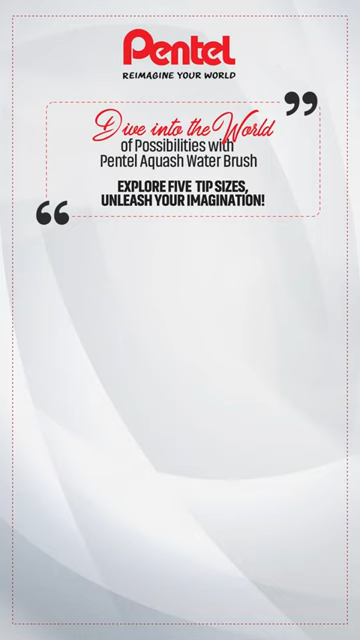 Pentel
REIMAGINE YOUR WORLD
”
Dive into the World
of Possibilities with
Pentel Aquash Water Brush
EXPLORE FIVE TIP SIZES,
UNLEASH YOUR IMAGINATION!
“